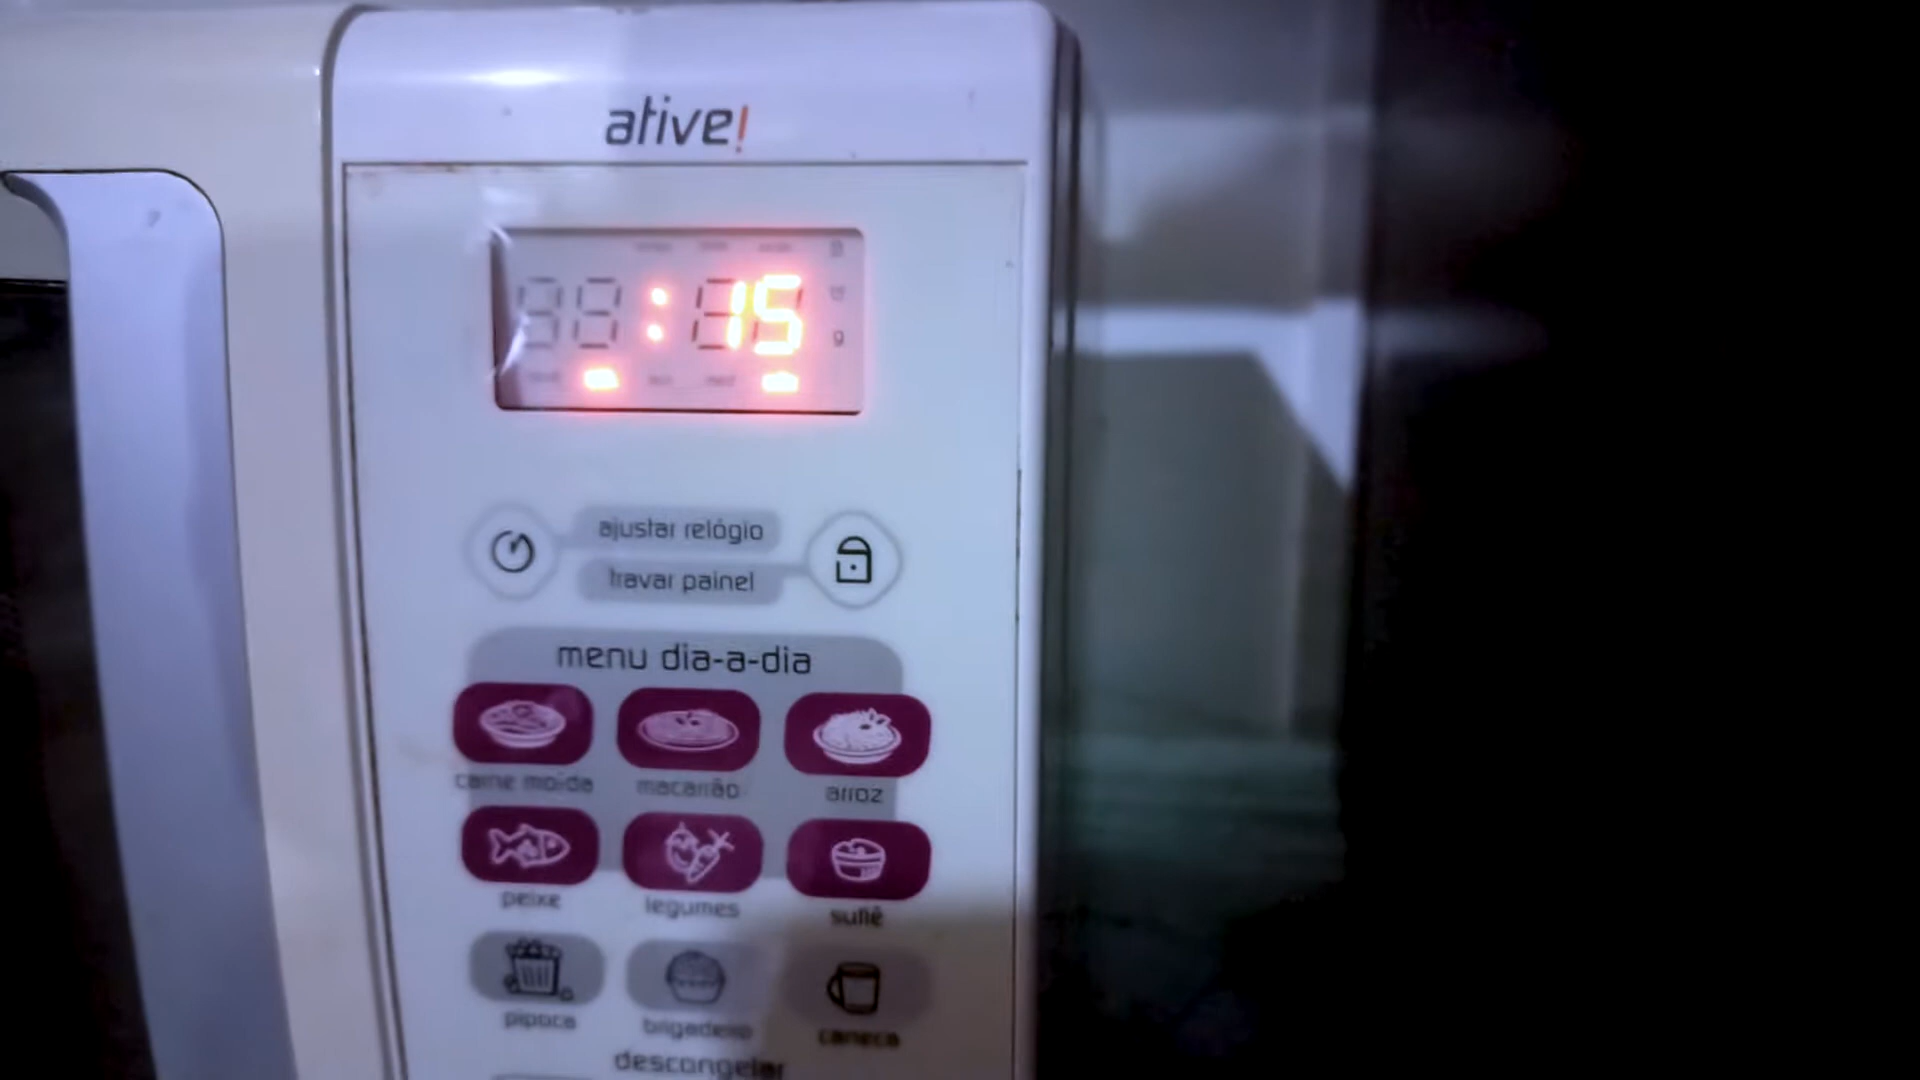 ative!
:15
g
ajustar relógio
travar painel
menu dia-a-dia
carne moída macarrão arroz
peixe legumes suflê
pipoca brigadeiro caneca
descongelar